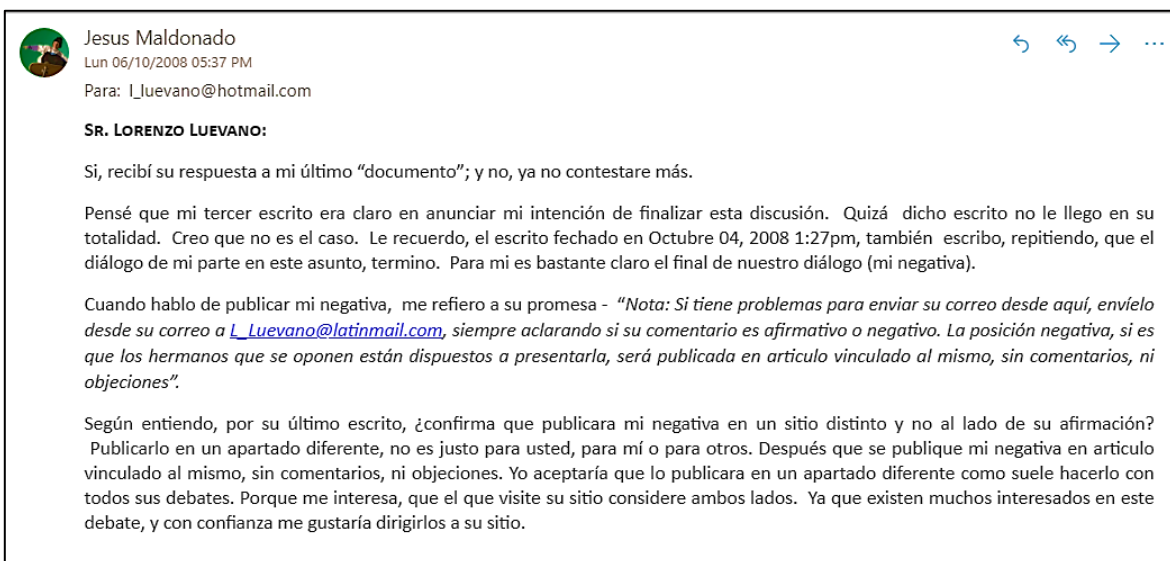 Jesus Maldonado
Lun 06/10/2008 05:37 PM
Para: l_luevano@hotmail.com
SR. LORENZO LUEVANO:
Si, recibí su respuesta a mi último “documento”; y no, ya no contestare más.
Pensé que mi tercer escrito era claro en anunciar mi intención de finalizar esta discusión. Quizá dicho escrito no le llego en su
totalidad. Creo que no es el caso. Le recuerdo, el escrito fechado en Octubre 04, 2008 1:27pm, también escribo, repitiendo, que el
diálogo de mi parte en este asunto, termino. Para mi es bastante claro el final de nuestro diálogo (mi negativa).
Cuando hablo de publicar mi negativa, me refiero a su promesa - “Nota: Si tiene problemas para enviar su correo desde aquí, envíelo
desde su correo a L_Luevano@latinmail.com, siempre aclarando si su comentario es afirmativo o negativo. La posición negativa, si es
que los hermanos que se oponen están dispuestos a presentarla, será publicada en articulo vinculado al mismo, sin comentarios, ni
objeciones”.
Según entiendo, por su último escrito, ¿confirma que publicara mi negativa en un sitio distinto y no al lado de su afirmación?
Publicarlo en un apartado diferente, no es justo para usted, para mí o para otros. Después que se publique mi negativa en articulo
vinculado al mismo, sin comentarios, ni objeciones. Yo aceptaría que lo publicara en un apartado diferente como suele hacerlo con
todos sus debates. Porque me interesa, que el que visite su sitio considere ambos lados. Ya que existen muchos interesados en este
debate, y con confianza me gustaría dirigirlos a su sitio.